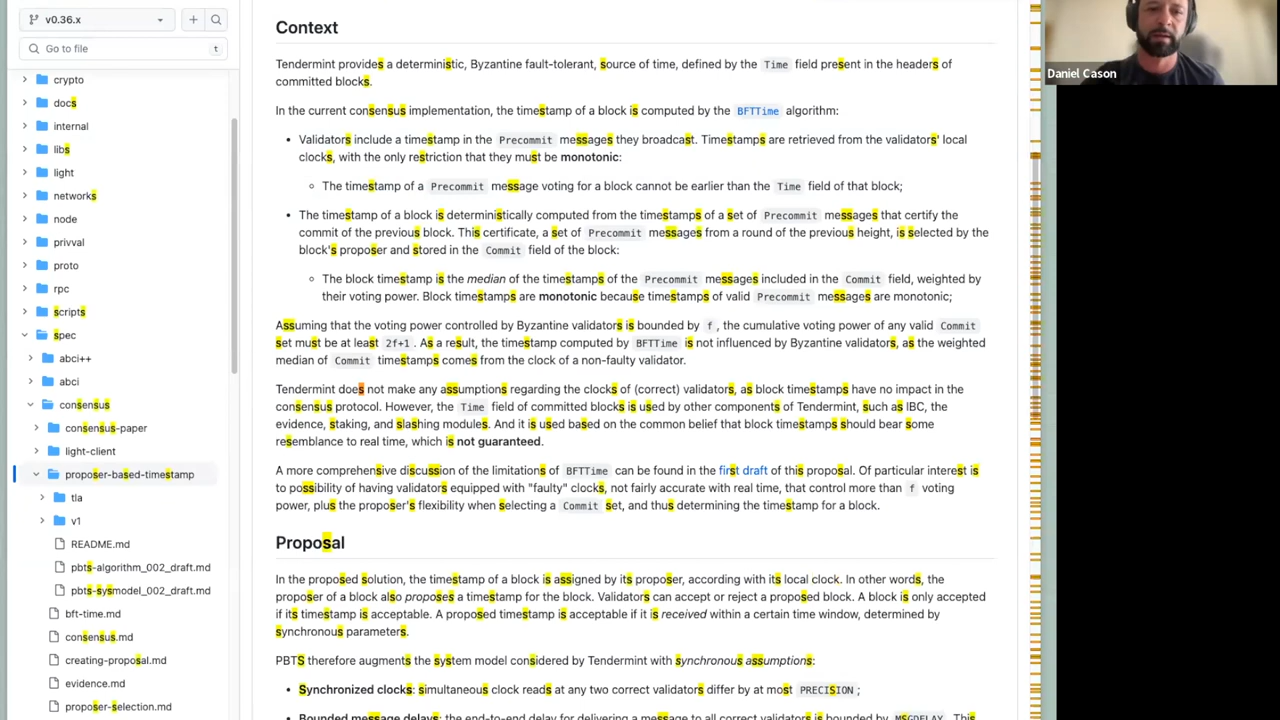 v0.36.x
Go to file
t
crypto
docs
internal
libs
light
networks
node
privval
proto
rpc
scripts
spec
abci++
abci
consensus
consensus-paper
light-client
proposer-based-timestamp
tla
v1
README.md
pbts-algorithm_002_draft.md
pbts-sysmodel_002_draft.md
bft-time.md
consensus.md
creating-proposal.md
evidence.md
proposer-selection.md
Context
Tendermint provides a deterministic, Byzantine fault-tolerant, source of time, defined by the Time field present in the headers of
committed blocks.
In the current consensus implementation, the timestamp of a block is computed by the BFTTime algorithm:
Validators include a timestamp in the Precommit messages they broadcast. Timestamps are retrieved from the validators' local
clocks, with the only restriction that they must be monotonic:
The timestamp of a Precommit message voting for a block cannot be earlier than the Time field of that block;
The timestamp of a block is deterministically computed from the timestamps of a set of Precommit messages that certify the
commit of the previous block. This certificate, a set of Precommit messages from a round of the previous height, is selected by the
block's proposer and stored in the Commit field of the block:
block timestamp is the median of the timestamps of the Precommit messages included in the Commit field, weighted by
their voting power. Block timestamps are monotonic because timestamps of valid Precommit messages are monotonic;
Assuming that the voting power controlled by Byzantine validators is bounded by f, the cumulative voting power of any valid Commit
set must be at least 2f+1. As a result, the timestamp computed by BFTTime is not influenced by Byzantine validators, as the weighted
median of Commit timestamps comes from the clock of a non-faulty validator.
Tendermint does not make any assumptions regarding the clocks of (correct) validators, as block timestamps have no impact in the
consensus protocol. However, the Time field of committed blocks is used by other components of Tendermint, such as IBC, the
evidence, staking, and slashing modules. And it is used based on the common belief that block timestamps should bear some
resemblance to real time, which is not guaranteed.
A more comprehensive discussion of the limitations of BFTTime can be found in the first draft of this proposal. Of particular interest is
to possibility of having validators equipped with "faulty" clocks, not fairly accurate with real time, that control more than f voting
power, plus the proposer's flexibility when selecting a Commit set, and thus determining the timestamp for a block.
Proposal
In the proposed solution, the timestamp of a block is assigned by its proposer, according with its local clock. In other words, the
proposer of a block also proposes a timestamp for the block. Validators can accept or reject a proposed block. A block is only accepted
if its timestamp is acceptable. A proposed timestamp is acceptable if it is received within a certain time window, determined by
synchronous parameters.
PBTS therefore augments the system model considered by Tendermint with synchronous assumptions:
Synchronized clocks: simultaneous clock reads at any two correct validators differ by at most PRECISION;
Bounded message delays: the end-to-end delay for delivering a message to all correct validators is bounded by MSGDELAY. This
Daniel Cason